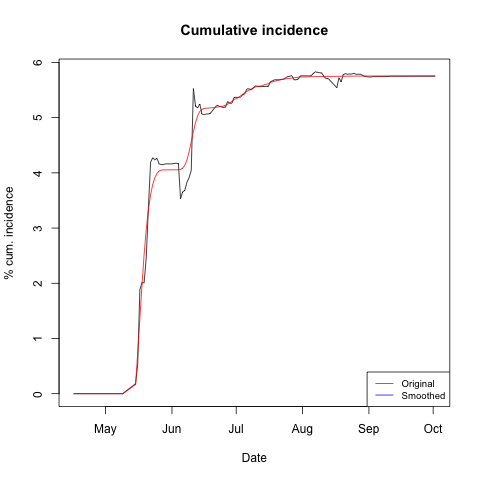 Cumulative incidence
% cum. incidence
6
5
4
3
2
1
0
May Jun Jul Aug Sep Oct
Date
Original
Smoothed